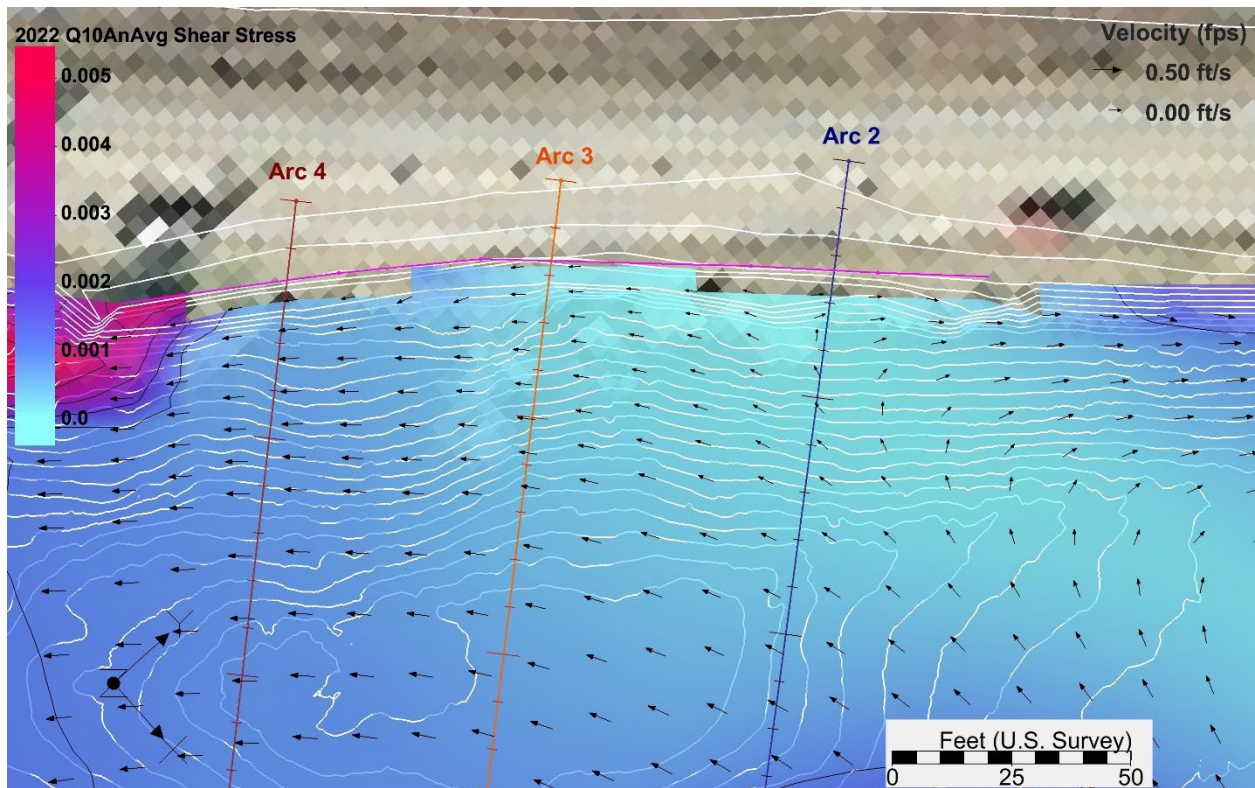 2022 Q10AnAvg Shear Stress
0.005
0.004
0.003
0.002
0.001
0.0
Velocity (fps)
0.50 ft/s
0.00 ft/s
Arc 4
Arc 3
Arc 2
Y
Z
X
Feet (U.S. Survey)
0 25 50